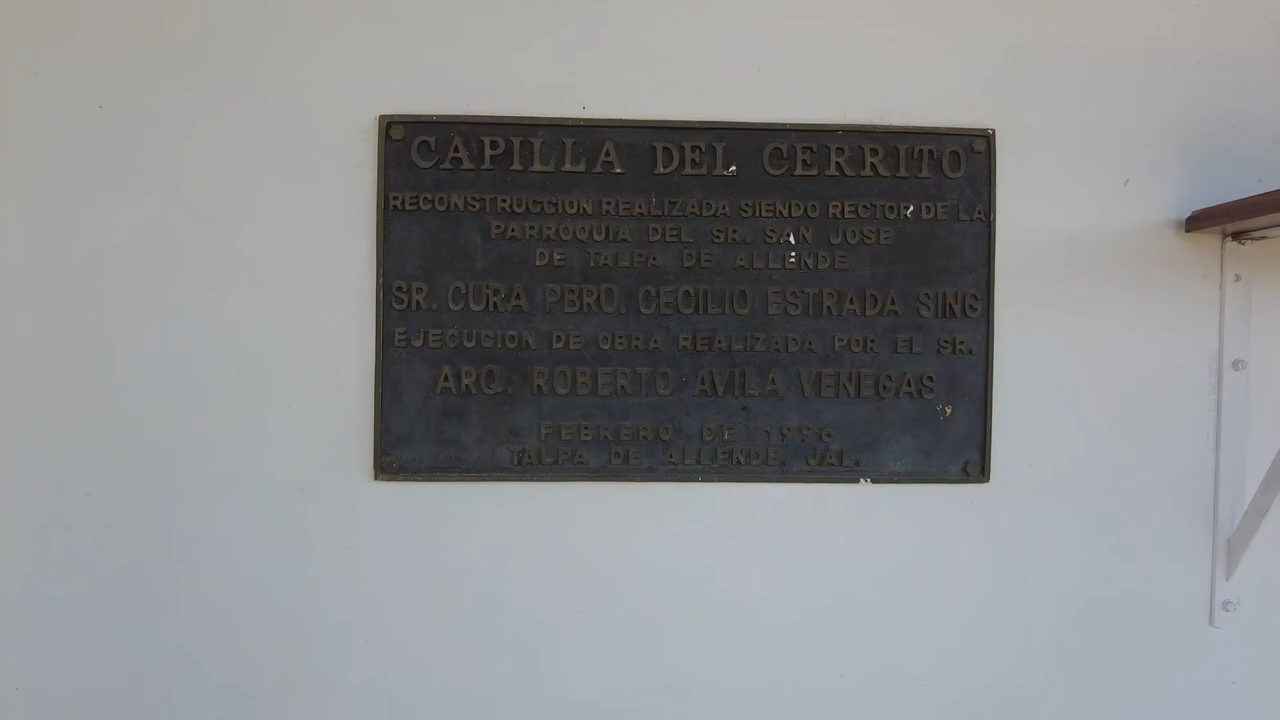 CAPILLA DEL CERRITO
RECONSTRUCCION REALIZADA SIENDO RECTOR DE LA
PARROQUIA DEL SR. SAN JOSE
DE TALPA DE ALLENDE
SR. CURA PBRO. CECILIO ESTRADA SING
EJECUCION DE OBRA REALIZADA POR EL SR.
ARQ. ROBERTO AVILA VENEGAS
FEBRERO DE 1996
TALPA DE ALLENDE, JAL.